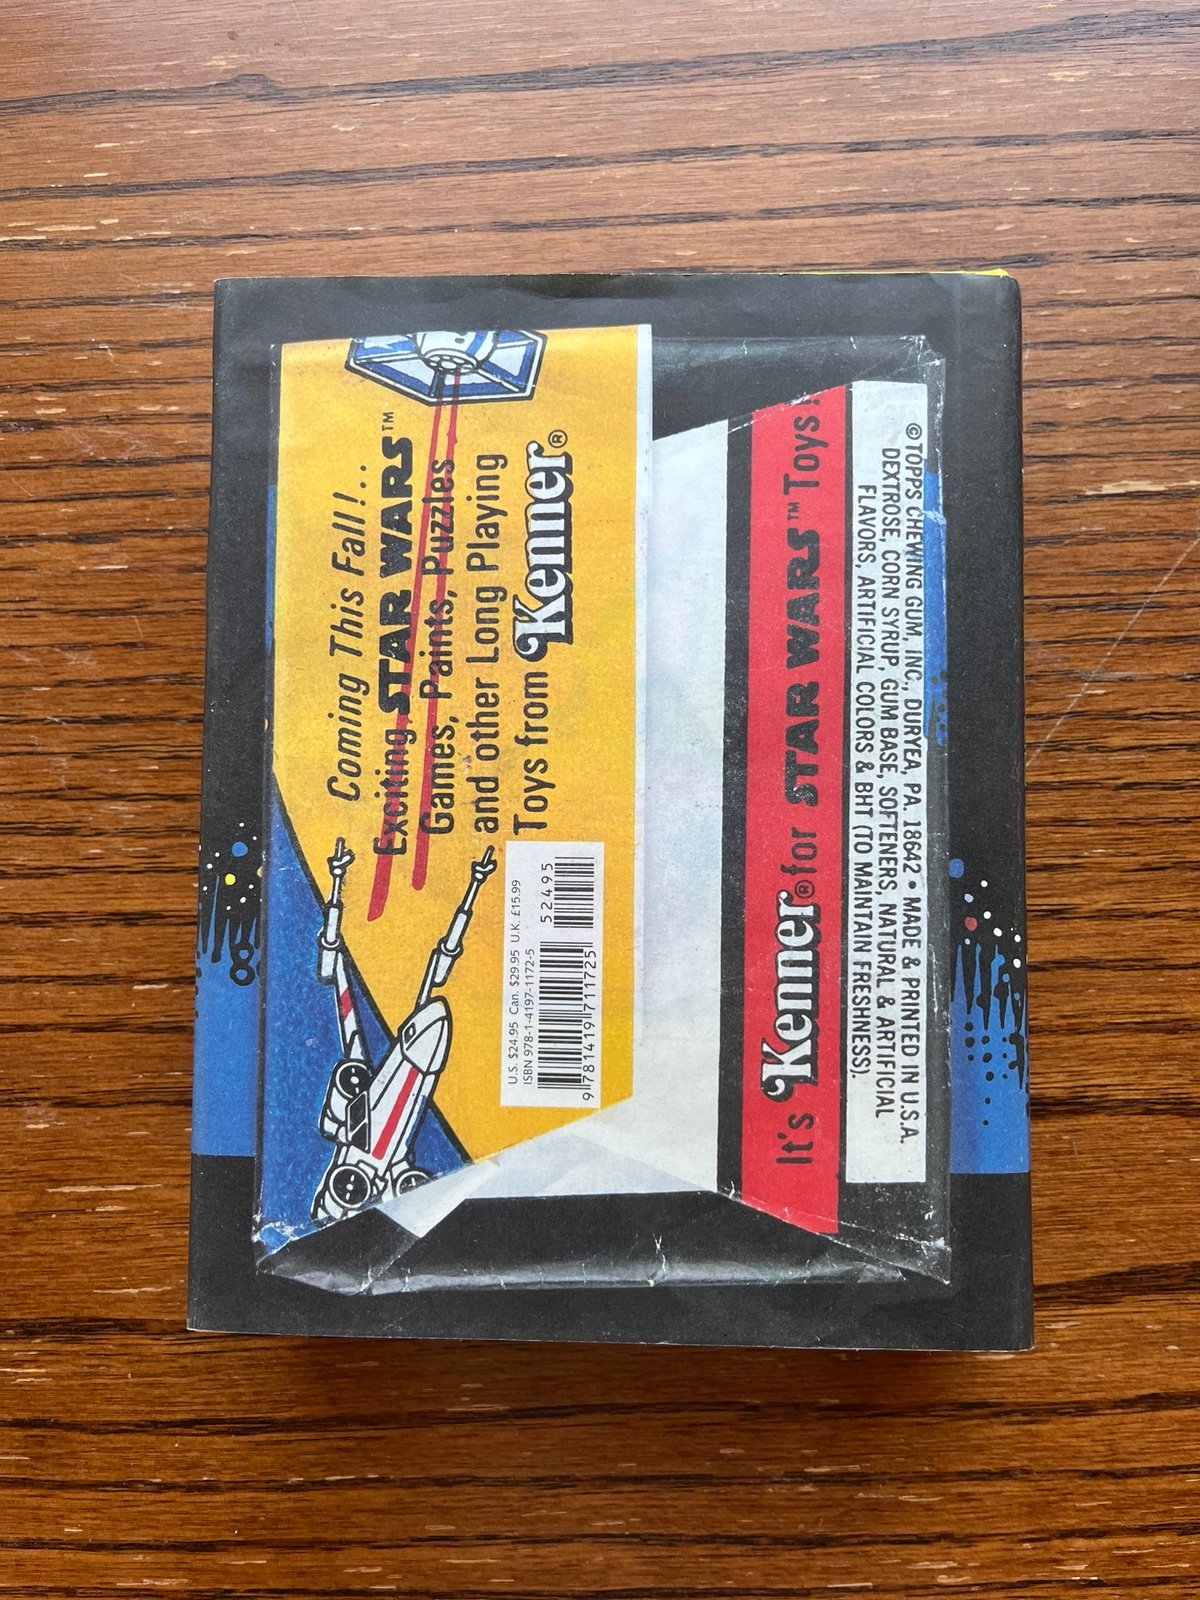 Coming This Fall!...
Exciting STAR WARS™
Games, Paints, Puzzles
and other Long Playing
Toys from Kenner®
U.S. $24.95 Can. $29.95 U.K. £15.99
ISBN 978-1-4197-1172-5
52495
9781419711725
It's Kenner® for STAR WARS™ Toys!
©TOPPS CHEWING GUM, INC., DURYEA, PA. 18642 • MADE & PRINTED IN U.S.A.
DEXTROSE, CORN SYRUP, GUM BASE, SOFTENERS, NATURAL & ARTIFICIAL
FLAVORS, ARTIFICIAL COLORS & BHT (TO MAINTAIN FRESHNESS).